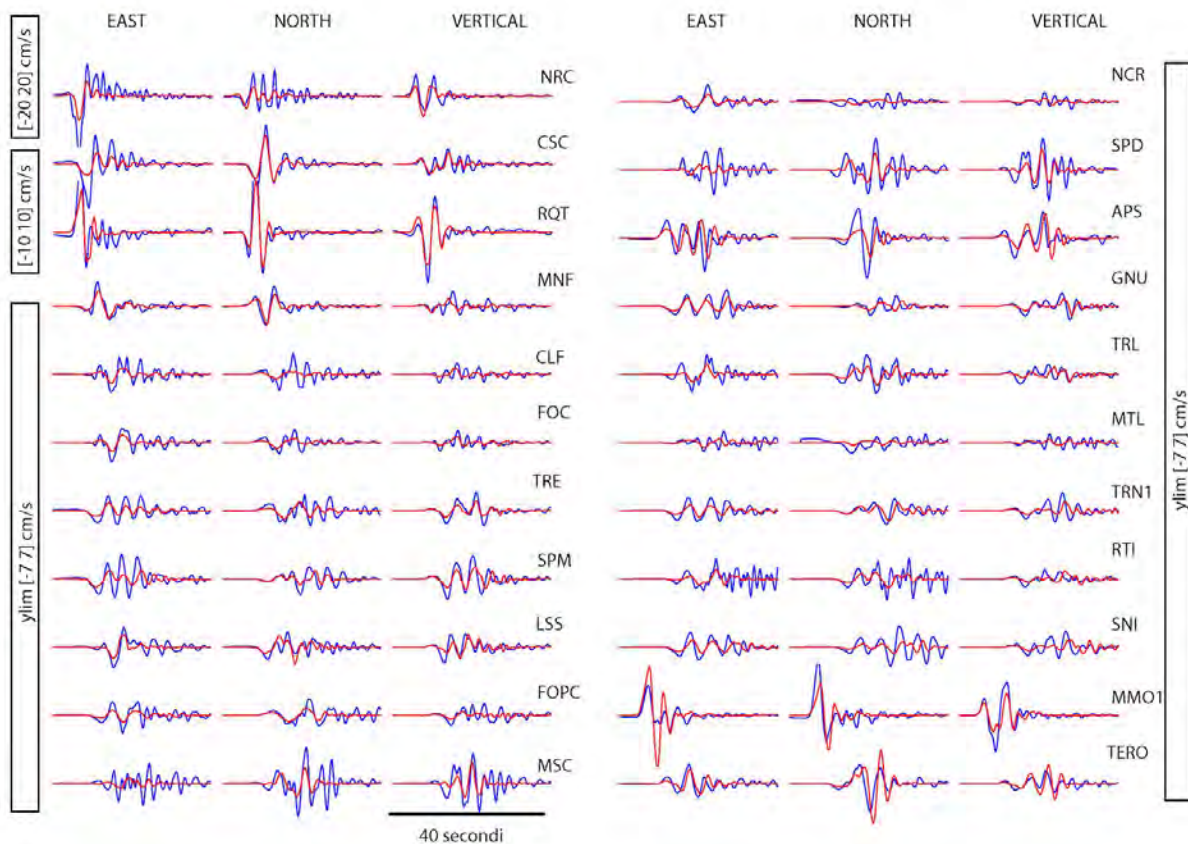 EAST NORTH VERTICAL EAST NORTH VERTICAL
[-20 20] cm/s
[-10 10] cm/s
ylim [-7 7] cm/s
NRC
CSC
RQT
MNF
CLF
FOC
TRE
SPM
LSS
FOPC
MSC
40 secondi
NCR
SPD
APS
GNU
TRL
MTL
TRN1
RTI
SNI
MMO1
TERO
ylim [-7 7] cm/s